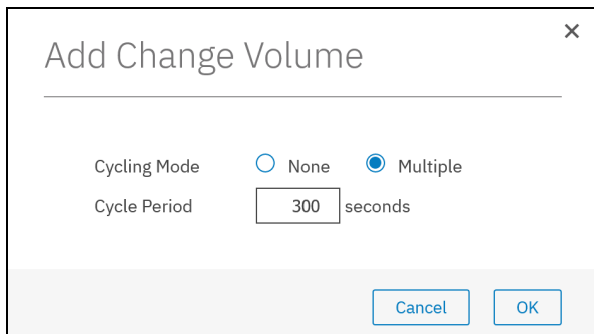 Add Change Volume
Cycling Mode None Multiple
Cycle Period 300 seconds
Cancel OK